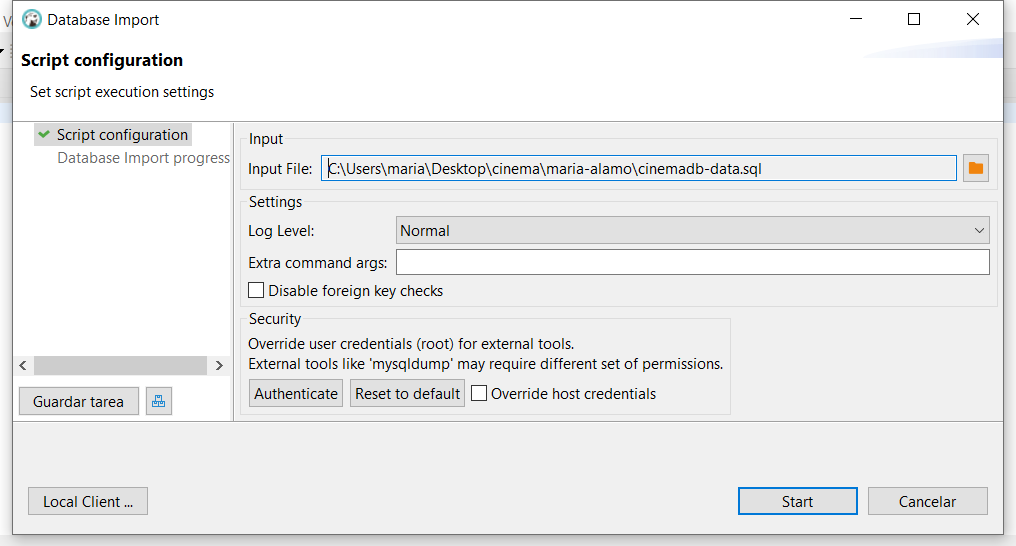 Database Import
Script configuration
Set script execution settings
Script configuration
Database Import progress
Input
Input File: C:\Users\maria\Desktop\cinema\maria-alamo\cinemadb-data.sql
Settings
Log Level: Normal
Extra command args:
Disable foreign key checks
Security
Override user credentials (root) for external tools.
External tools like 'mysqldump' may require different set of permissions.
Authenticate Reset to default Override host credentials
Guardar tarea
Local Client ... Start Cancelar